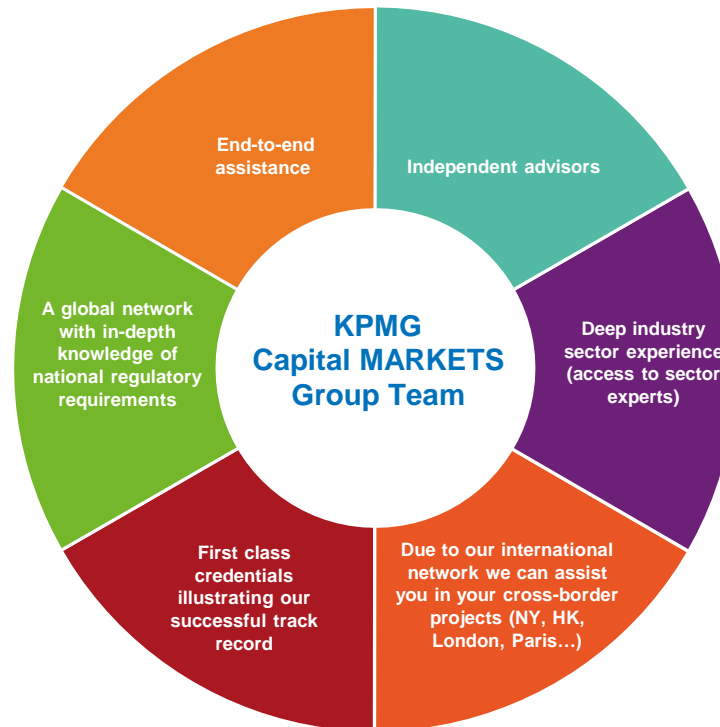 End-to-end
assistance
Independent advisors
A global network
with in-depth
knowledge of
national regulatory
requirements
KPMG
Capital MARKETS
Group Team
Deep industry
sector experience
(access to sector
experts)
First class
credentials
illustrating our
successful track
record
Due to our international
network we can assist
you in your cross-border
projects (NY, HK,
London, Paris…)